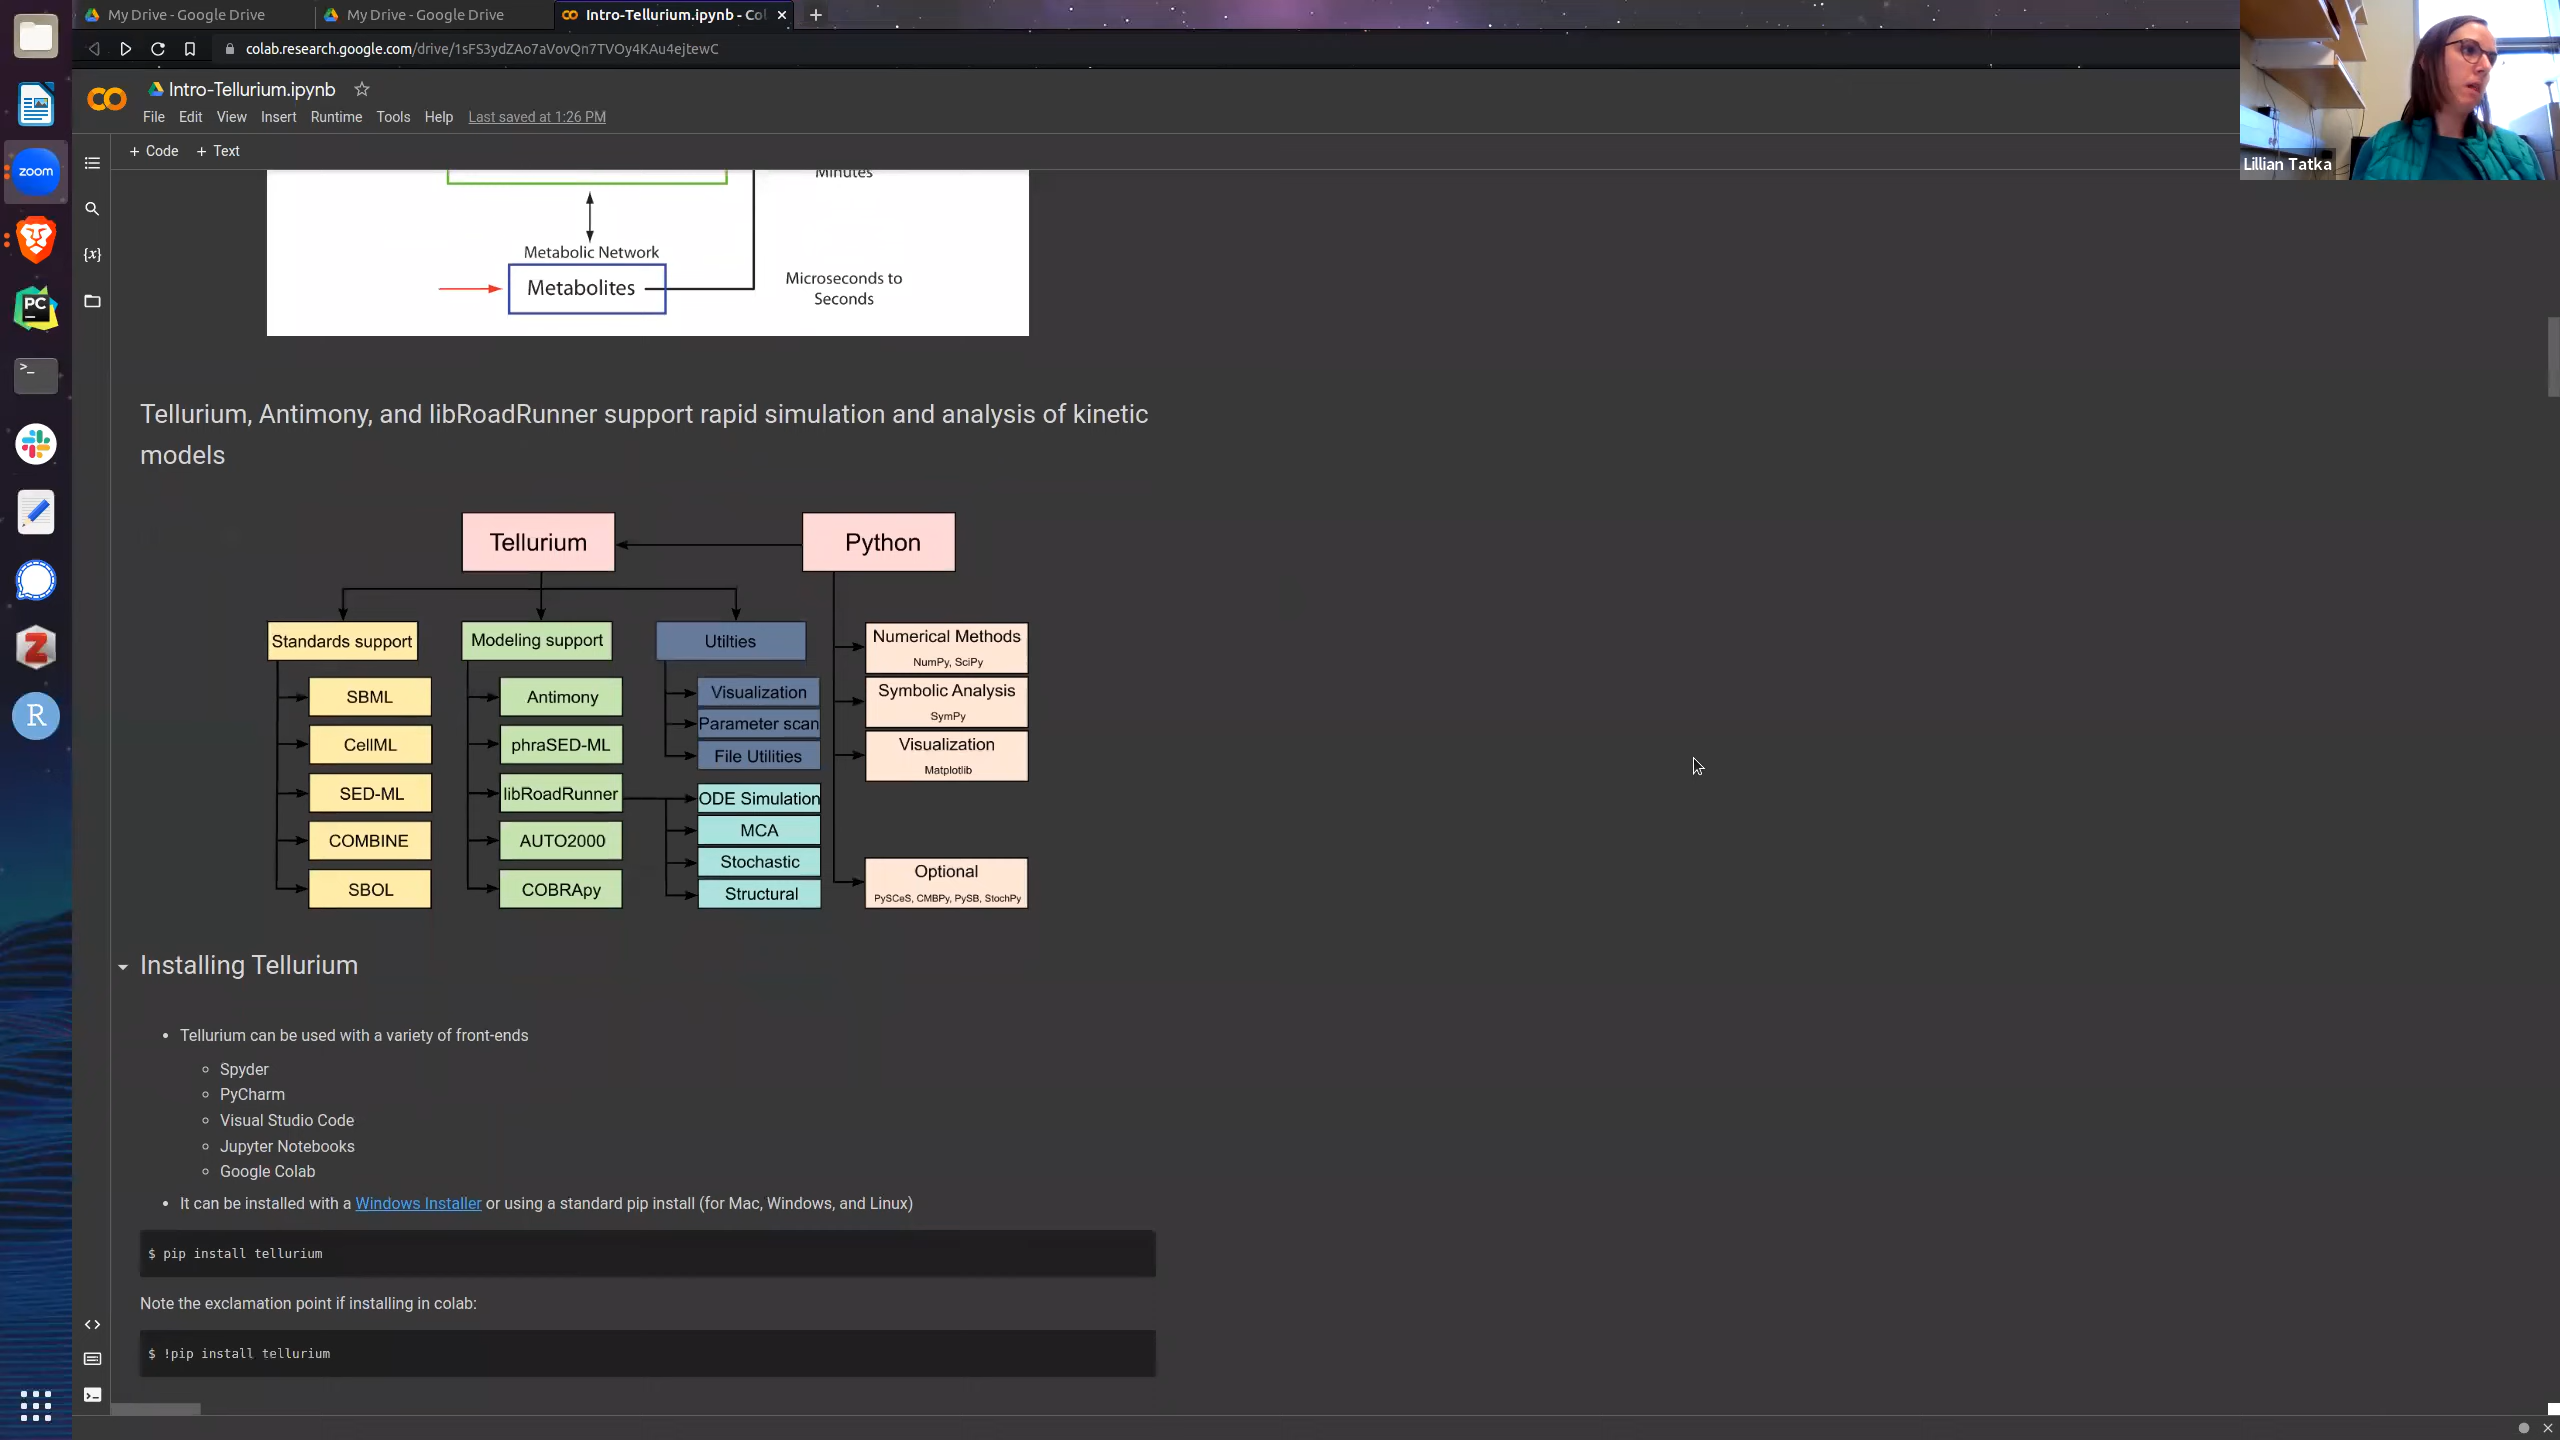 My Drive - Google Drive
My Drive - Google Drive
Intro-Tellurium.ipynb - Co
colab.research.google.com/drive/1sFS3ydZAo7aVovQn7TVOy4KAu4ejtewC
Intro-Tellurium.ipynb
File Edit View Insert Runtime Tools Help Last saved at 1:26 PM
+ Code + Text
Lillian Tatka
zoom
PC
Z
R
{x}
Minutes
Metabolic Network
Metabolites
Microseconds to
Seconds
Tellurium, Antimony, and libRoadRunner support rapid simulation and analysis of kinetic
models
Tellurium
Python
Standards support
SBML
CellML
SED-ML
COMBINE
SBOL
Modeling support
Antimony
phraSED-ML
libRoadRunner
AUTO2000
COBRApy
Utilties
Visualization
Parameter scan
File Utilities
ODE Simulation
MCA
Stochastic
Structural
Numerical Methods
NumPy, SciPy
Symbolic Analysis
SymPy
Visualization
Matplotlib
Optional
PySCeS, CMBPy, PySB, StochPy
Installing Tellurium
• Tellurium can be used with a variety of front-ends
◦ Spyder
◦ PyCharm
◦ Visual Studio Code
◦ Jupyter Notebooks
◦ Google Colab
• It can be installed with a Windows Installer or using a standard pip install (for Mac, Windows, and Linux)
$ pip install tellurium
Note the exclamation point if installing in colab:
$ !pip install tellurium